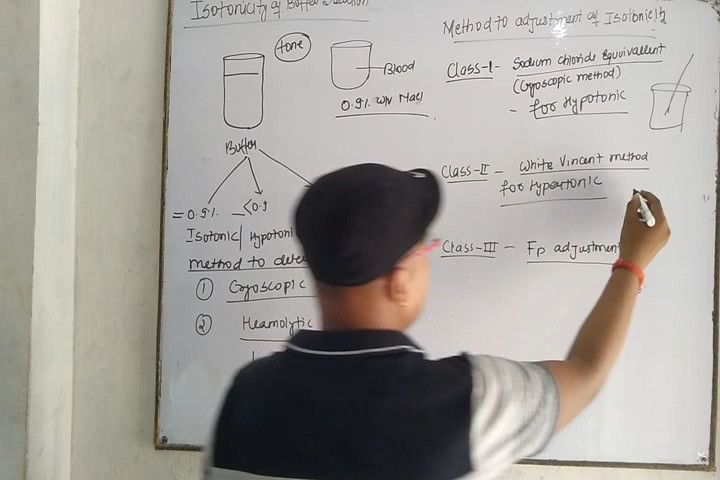 Isotonicity of Buffer
tone
Blood
0.9% W/V Nacl
Buffer
= 0.9%
< 0.9
Isotonic/ Hypotoni
method to dete
① Cryoscopic
② Heamolytic
Method to adjustment of Isotonicity
Class-I - Sodium chloride Equivalent
(Cryoscopic method)
- for Hypotonic
Class-II - White Vincent method
for Hypertonic
Class-III - Fp adjustment